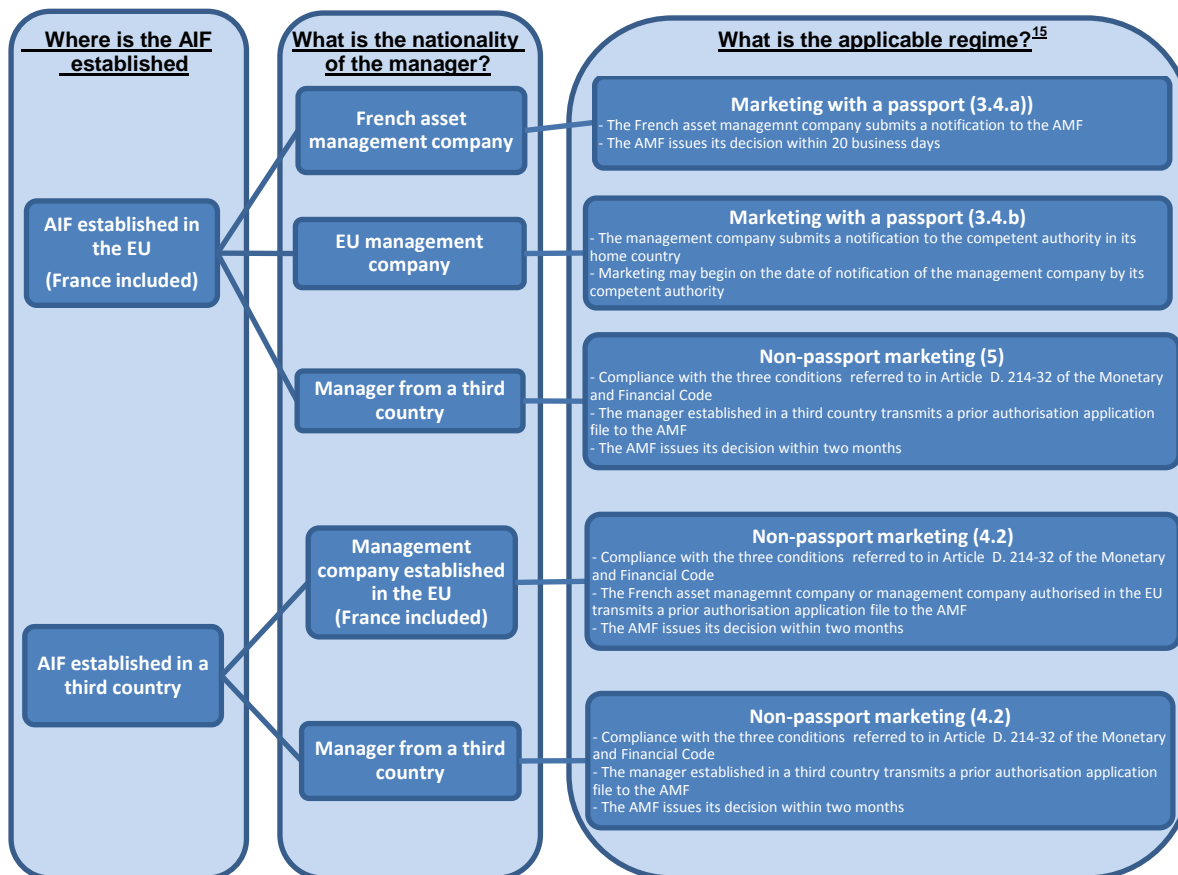 Where is the AIF
established
What is the nationality
of the manager?
What is the applicable regime?15
AIF established in
the EU
(France included)
French asset
management company
Marketing with a passport (3.4.a))
- The French asset managemnt company submits a notification to the AMF
- The AMF issues its decision within 20 business days
EU management
company
Marketing with a passport (3.4.b)
- The management company submits a notification to the competent authority in its
home country
- Marketing may begin on the date of notification of the management company by its
competent authority
Manager from a third
country
Non-passport marketing (5)
- Compliance with the three conditions referred to in Article D. 214-32 of the Monetary
and Financial Code
- The manager established in a third country transmits a prior authorisation application
file to the AMF
- The AMF issues its decision within two months
AIF established in a
third country
Management
company established
in the EU
(France included)
Non-passport marketing (4.2)
- Compliance with the three conditions referred to in Article D. 214-32 of the Monetary
and Financial Code
- The French asset managemnt company or management company authorised in the EU
transmits a prior authorisation application file to the AMF
- The AMF issues its decision within two months
Manager from a third
country
Non-passport marketing (4.2)
- Compliance with the three conditions referred to in Article D. 214-32 of the Monetary
and Financial Code
- The manager established in a third country transmits a prior authorisation application
file to the AMF
- The AMF issues its decision within two months